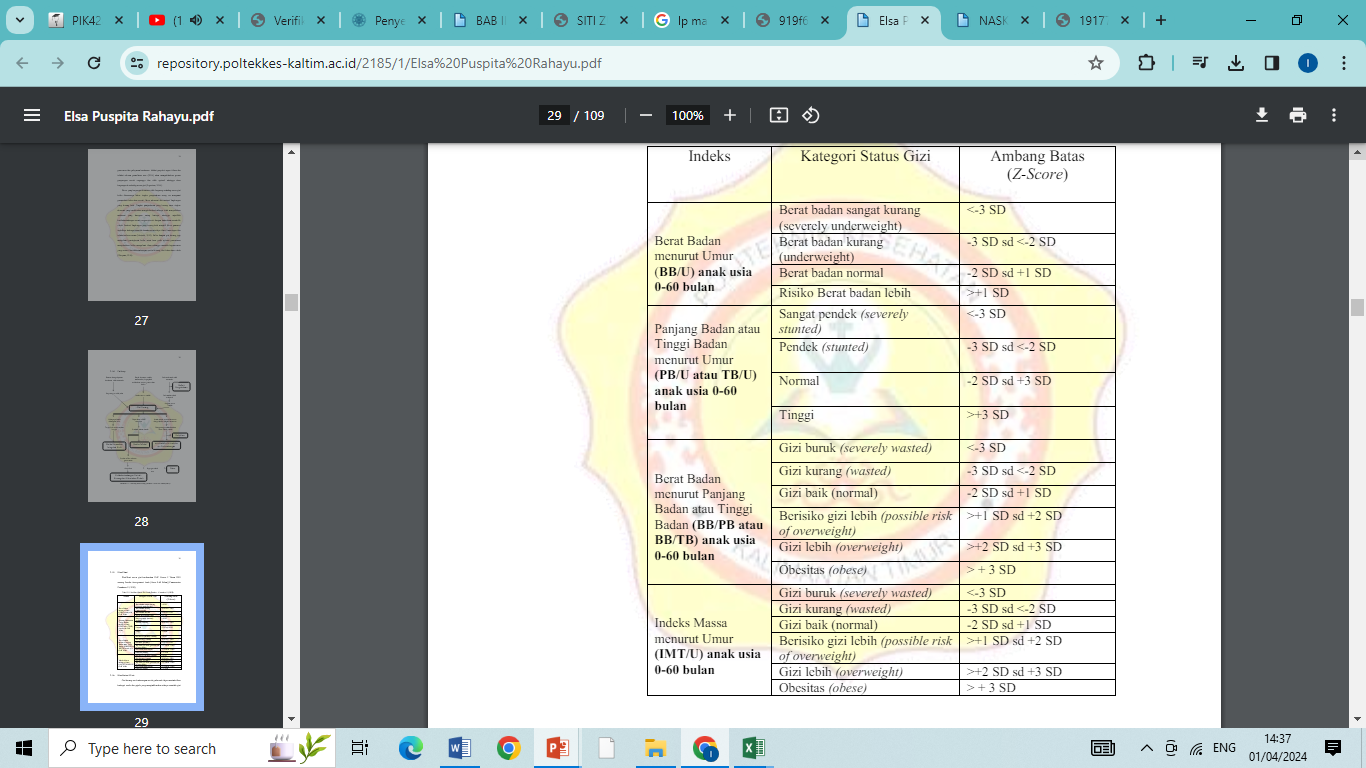 PIK42
(1
Verifi
Penye
BAB I
SITI Z
lp ma
919f6
Elsa P
NASK
1917
repository.poltekkes-kaltim.ac.id/2185/1/Elsa%20Puspita%20Rahayu.pdf
I
Elsa Puspita Rahayu.pdf
29 / 109
100%
27
28
29
Indeks
Kategori Status Gizi
Ambang Batas
(Z-Score)
Berat Badan
menurut Umur
(BB/U) anak usia
0-60 bulan
Berat badan sangat kurang
(severely underweight)
<-3 SD
Berat badan kurang
(underweight)
-3 SD sd <-2 SD
Berat badan normal
-2 SD sd +1 SD
Risiko Berat badan lebih
>+1 SD
Panjang Badan atau
Tinggi Badan
menurut Umur
(PB/U atau TB/U)
anak usia 0-60
bulan
Sangat pendek (severely
stunted)
<-3 SD
Pendek (stunted)
-3 SD sd <-2 SD
Normal
-2 SD sd +3 SD
Tinggi
>+3 SD
Berat Badan
menurut Panjang
Badan atau Tinggi
Badan (BB/PB atau
BB/TB) anak usia
0-60 bulan
Gizi buruk (severely wasted)
<-3 SD
Gizi kurang (wasted)
-3 SD sd <-2 SD
Gizi baik (normal)
-2 SD sd +1 SD
Berisiko gizi lebih (possible risk
of overweight)
>+1 SD sd +2 SD
Gizi lebih (overweight)
>+2 SD sd +3 SD
Obesitas (obese)
> + 3 SD
Indeks Massa
menurut Umur
(IMT/U) anak usia
0-60 bulan
Gizi buruk (severely wasted)
<-3 SD
Gizi kurang (wasted)
-3 SD sd <-2 SD
Gizi baik (normal)
-2 SD sd +1 SD
Berisiko gizi lebih (possible risk
of overweight)
>+1 SD sd +2 SD
Gizi lebih (overweight)
>+2 SD sd +3 SD
Obesitas (obese)
> + 3 SD
KALIMANTAN TIMUR
Type here to search
ENG
14:37
01/04/2024